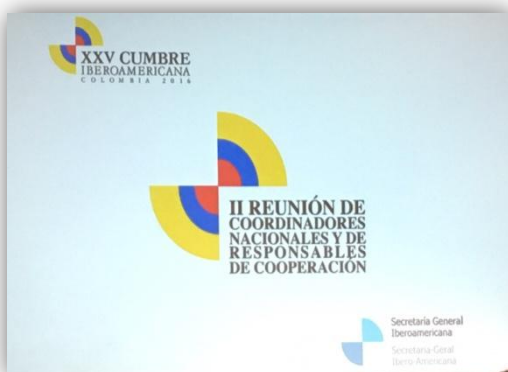 XXV CUMBRE
IBEROAMERICANA
COLOMBIA 2016
II REUNIÓN DE
COORDINADORES
NACIONALES Y DE
RESPONSABLES
DE COOPERACIÓN
Secretaría General
Iberoamericana
Secretaria-Geral
Ibero-Americana